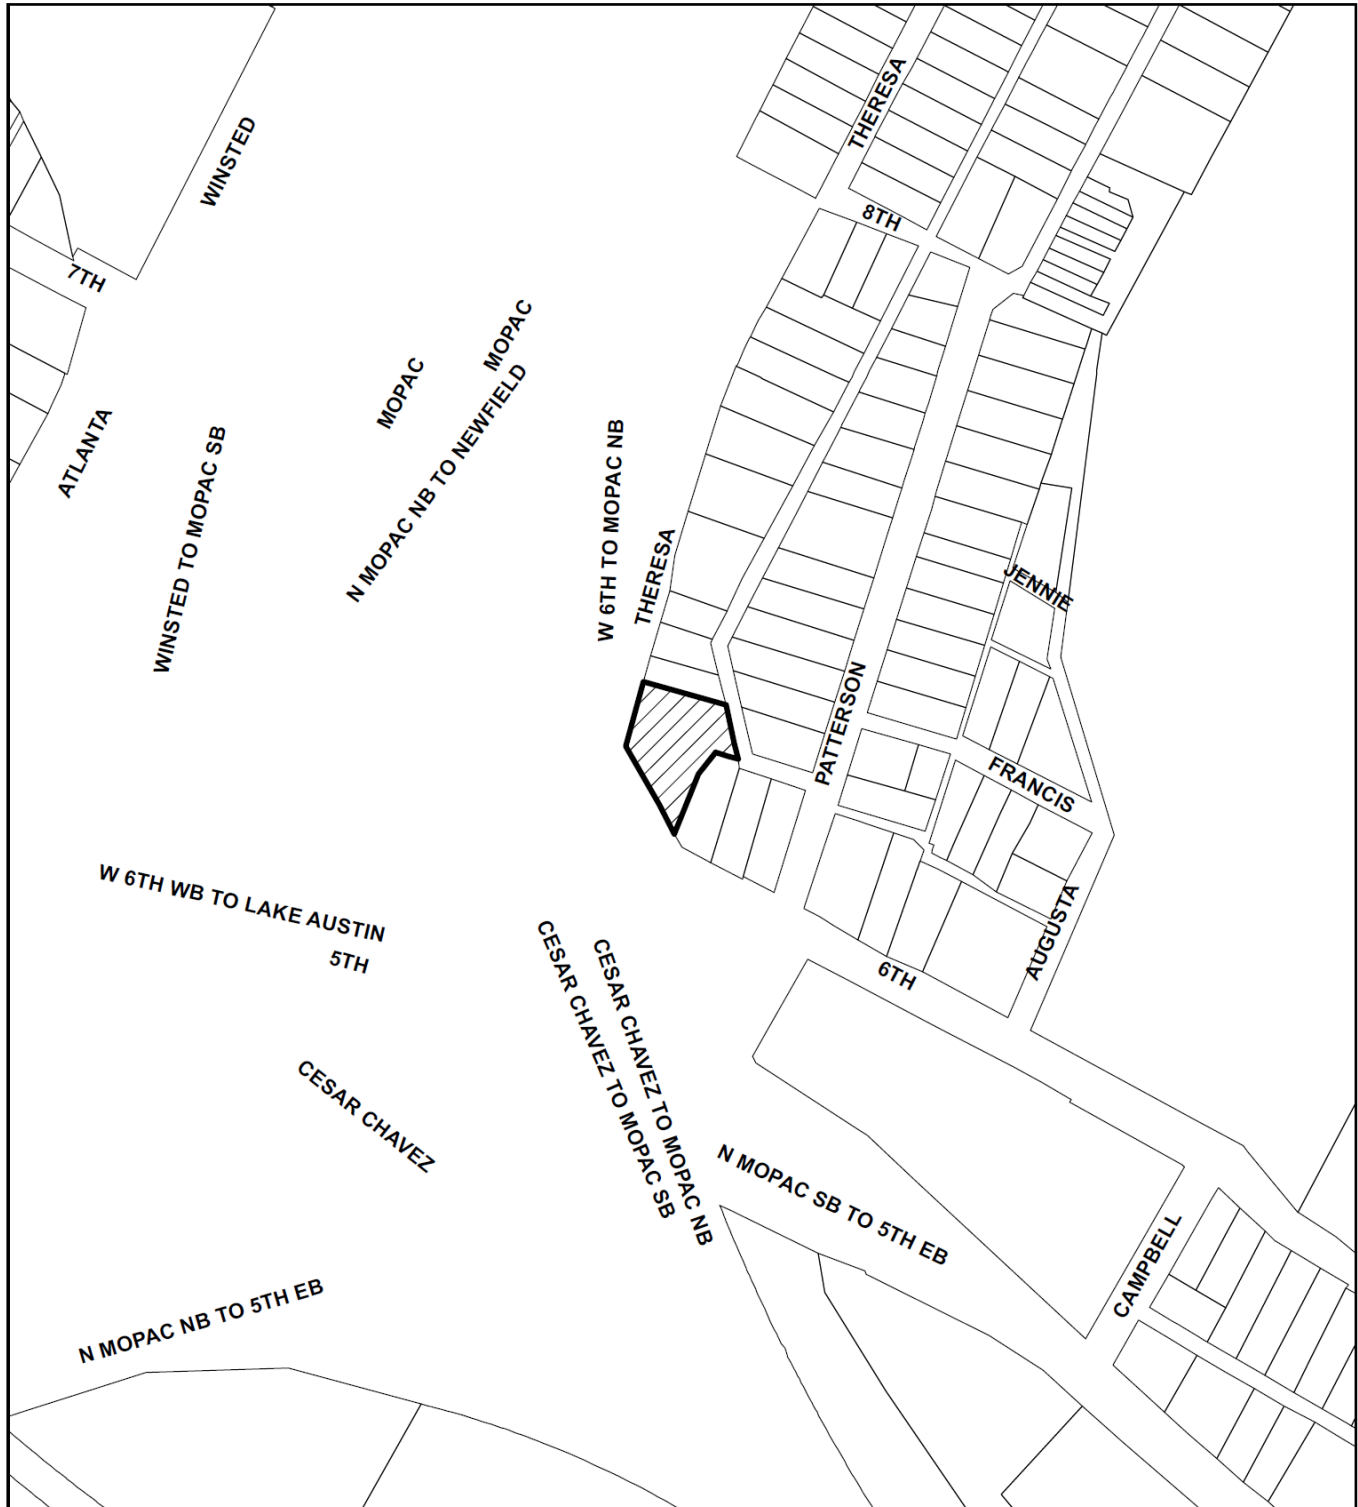 THERESA
WINSTED
8TH
7TH
MOPAC
MOPAC
N MOPAC NB TO NEWFIELD
ATLANTA
WINSTED TO MOPAC SB
W 6TH TO MOPAC NB
THERESA
JENNIE
PATTERSON
FRANCIS
W 6TH WB TO LAKE AUSTIN
5TH
AUGUSTA
6TH
CESAR CHAVEZ TO MOPAC NB
CESAR CHAVEZ TO MOPAC SB
CESAR CHAVEZ
N MOPAC SB TO 5TH EB
CAMPBELL
N MOPAC NB TO 5TH EB